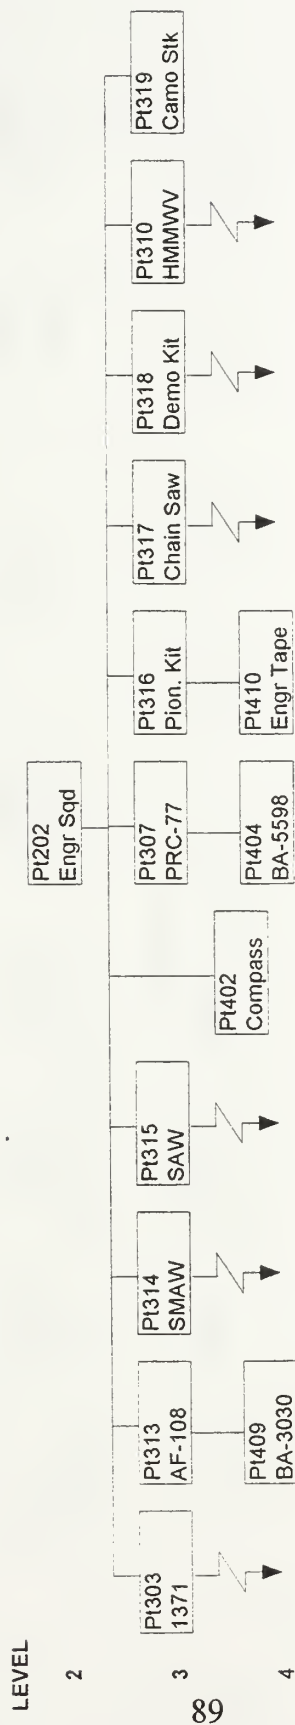 LEVEL
2
Pt202
Engr Sqd
3
Pt303
1371
Pt313
AF-108
Pt314
SMAW
Pt315
SAW
Pt307
PRC-77
Pt316
Pion. Kit
Pt317
Chain Saw
Pt318
Demo Kit
Pt310
HMMWV
Pt319
Camo Stk
4
Pt409
BA-3030
Pt402
Compass
Pt404
BA-5598
Pt410
Engr Tape
89